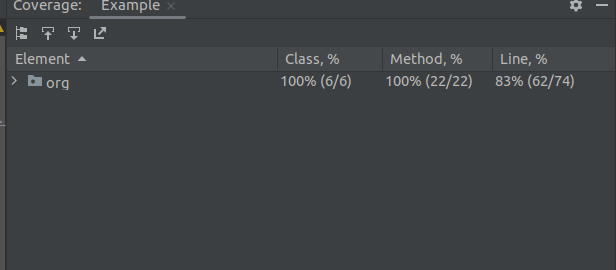 Coverage: Example
Element Class, % Method, % Line, %
org 100% (6/6) 100% (22/22) 83% (62/74)